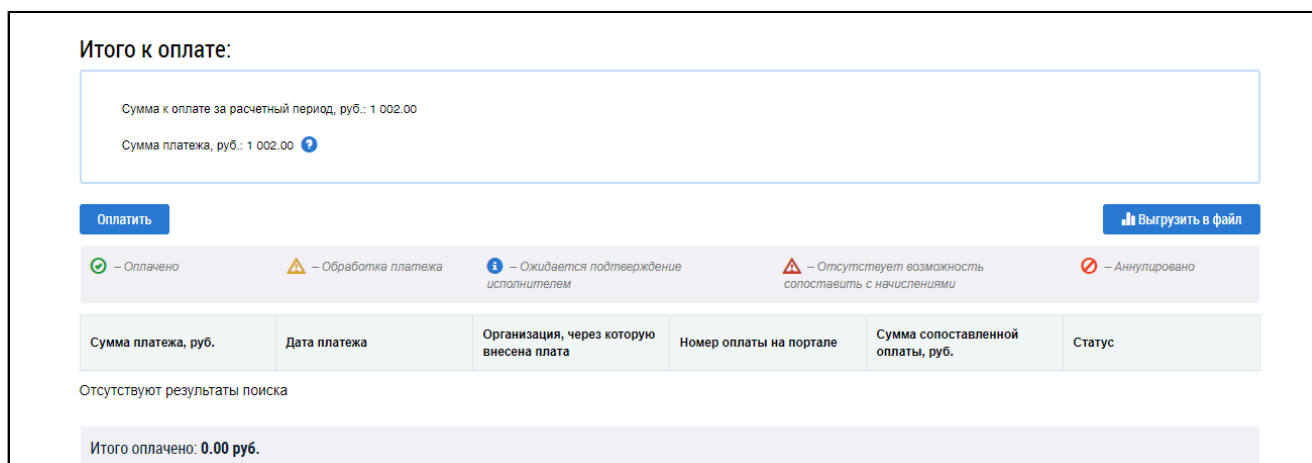 Итого к оплате:
Сумма к оплате за расчетный период, руб.: 1 002.00
Сумма платежа, руб.: 1 002.00 ?
Оплатить
Выгрузить в файл
– Оплачено
– Обработка платежа
– Ожидается подтверждение
исполнителем
– Отсутствует возможность
сопоставить с начислениями
– Аннулировано
Сумма платежа, руб.
Дата платежа
Организация, через которую
внесена плата
Номер оплаты на портале
Сумма сопоставленной
оплаты, руб.
Статус
Отсутствуют результаты поиска
Итого оплачено: 0.00 руб.